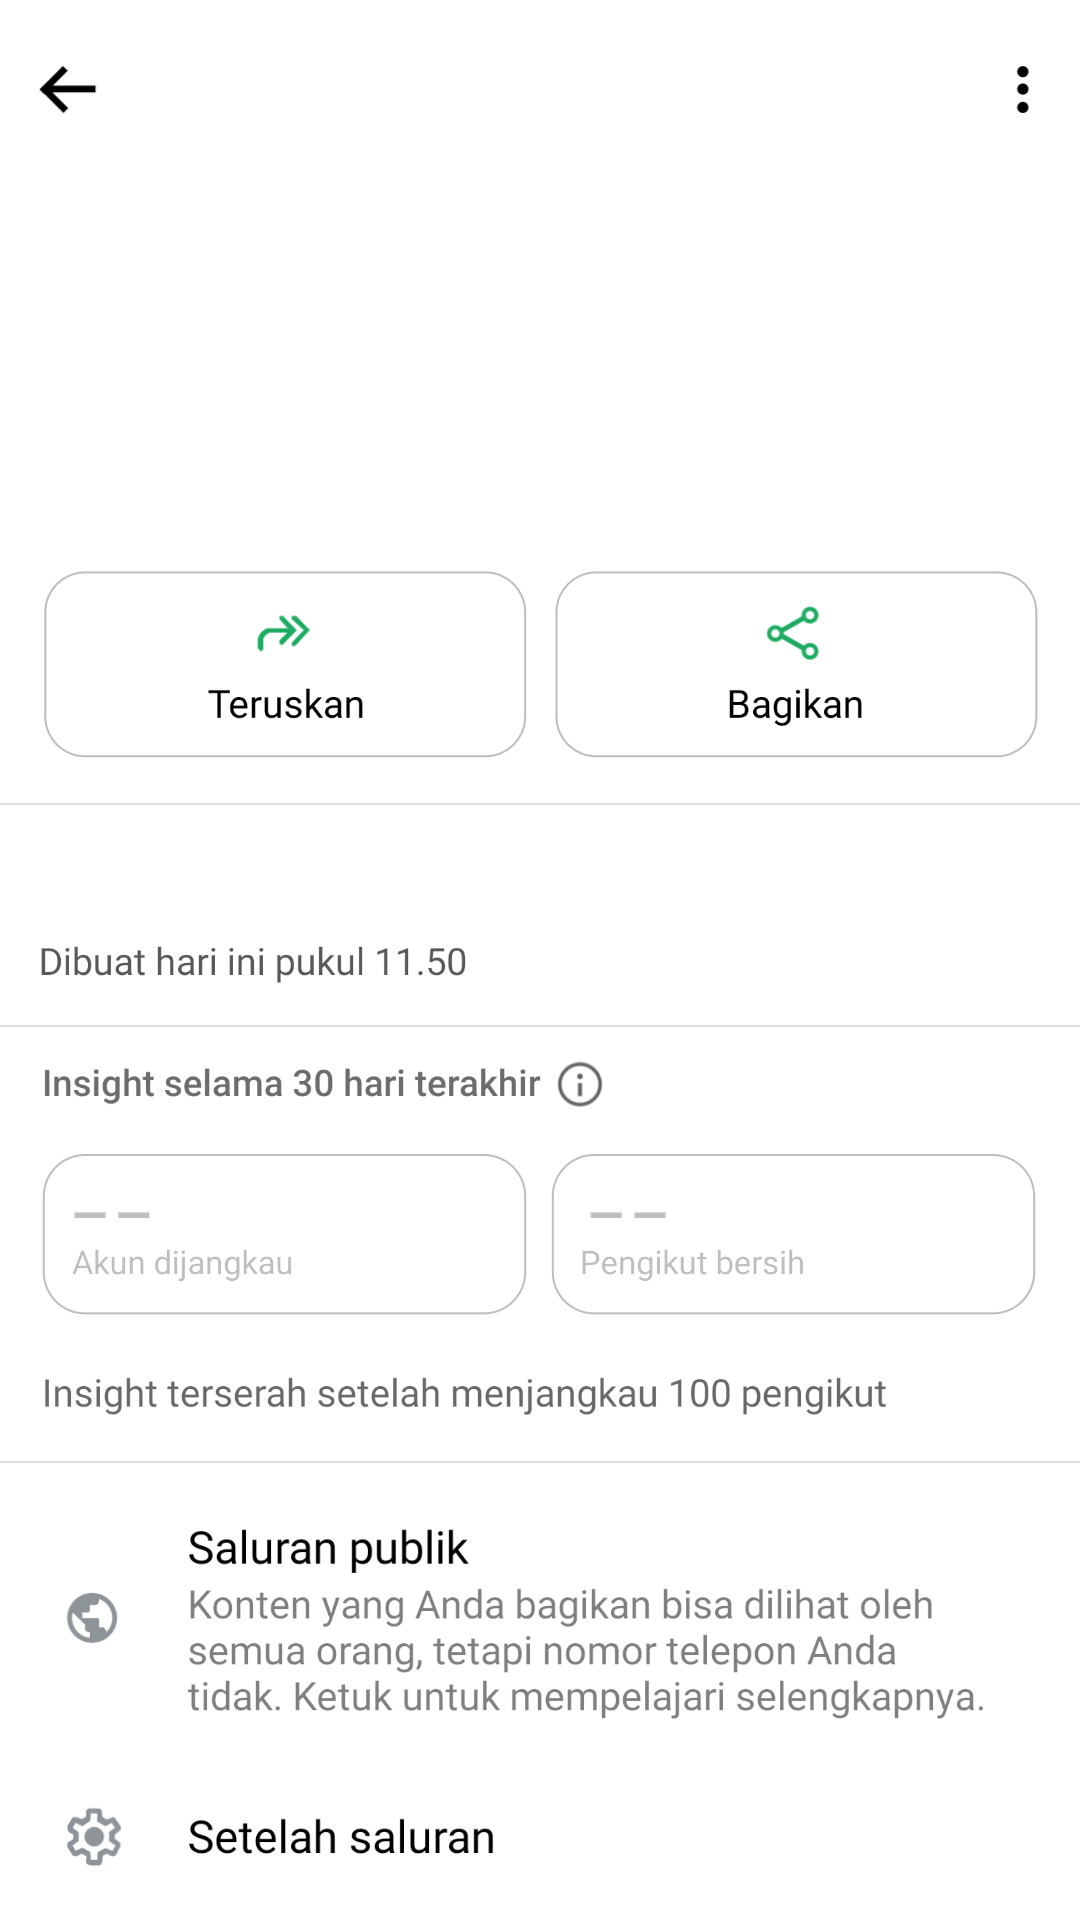 Teruskan
Bagikan
Dibuat hari ini pukul 11.50
Insight selama 30 hari terakhir
Akun dijangkau
Pengikut bersih
Insight terserah setelah menjangkau 100 pengikut
Saluran publik
Konten yang Anda bagikan bisa dilihat oleh
semua orang, tetapi nomor telepon Anda
tidak. Ketuk untuk mempelajari selengkapnya.
Setelah saluran